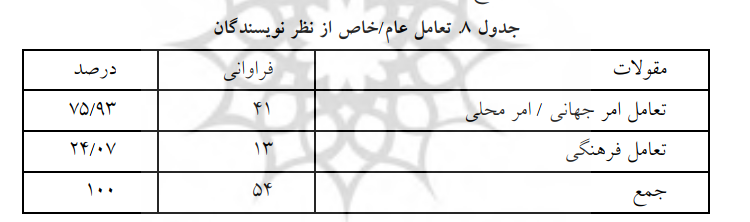 جدول ۸. تعامل عام/خاص از نظر نویسندگان
مقولات فراوانی درصد
تعامل امر جهانی / امر محلی ۴۱ ۷۵/۹۳
تعامل فرهنگی ۱۳ ۲۴/۰۷
جمع ۵۴ ۱۰۰